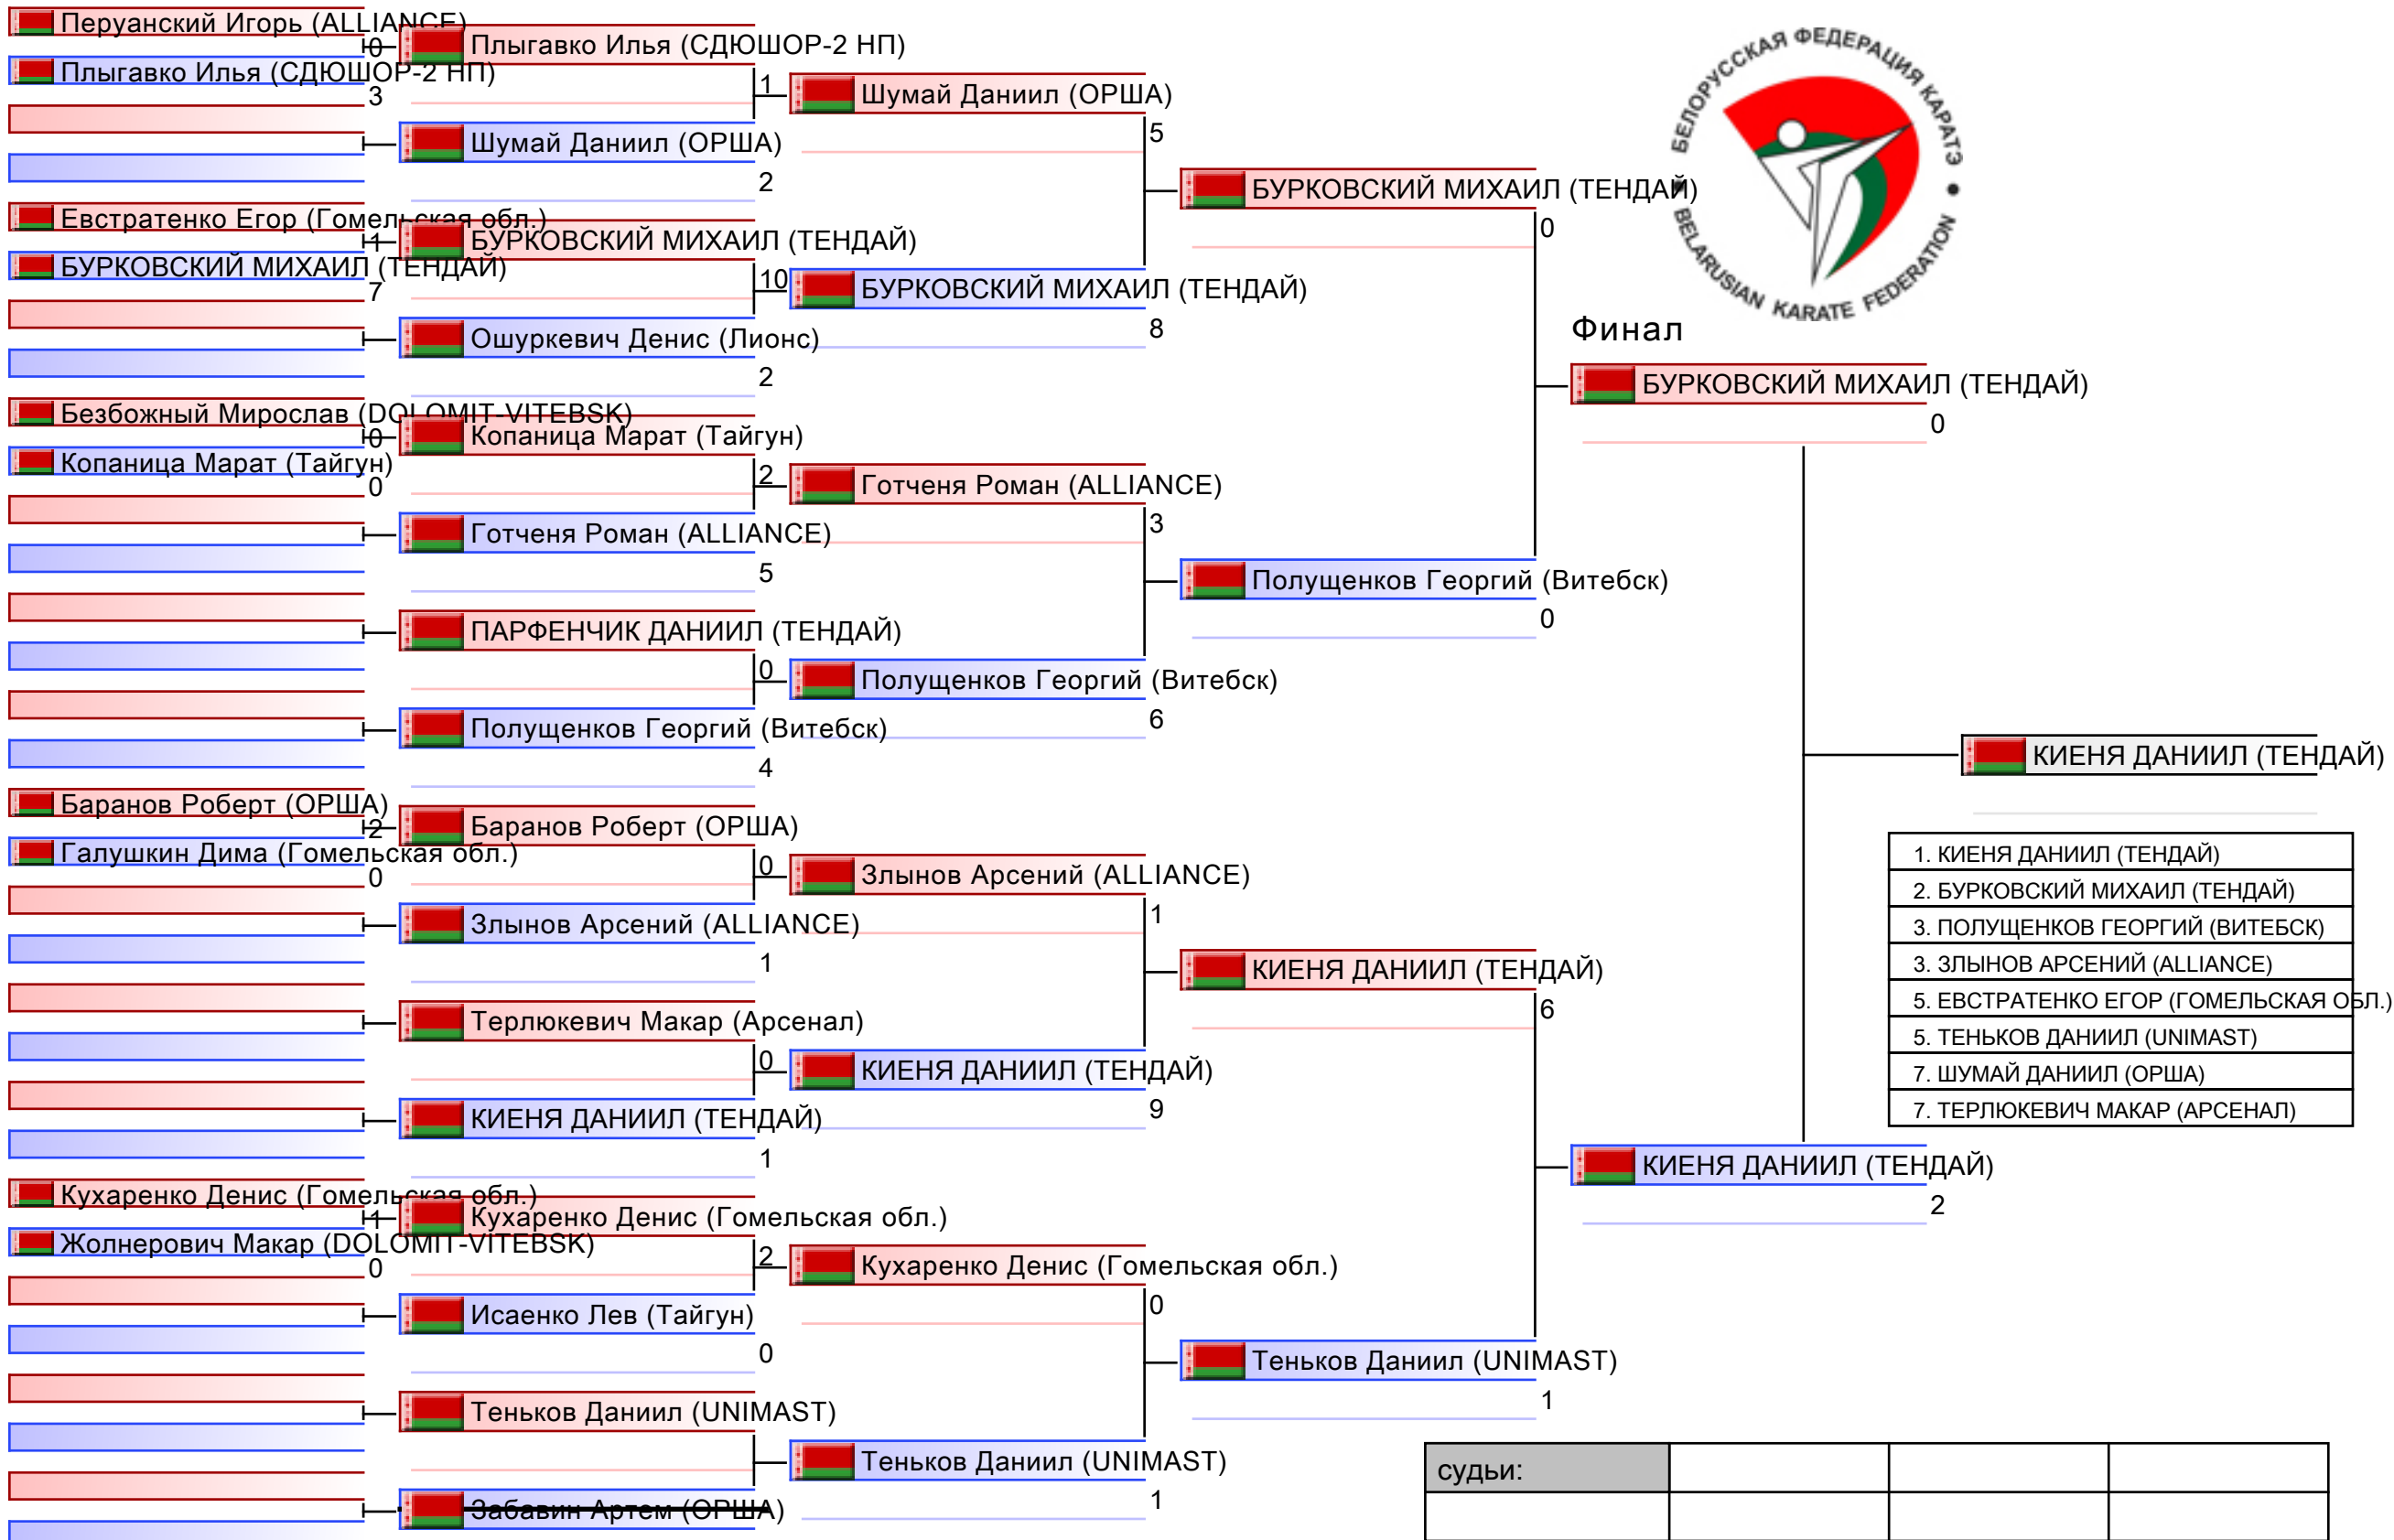 Перуанский Игорь (ALLIANCE)
0
Плыгавко Илья (СДЮШОР-2 НП)
3
Евстратенко Егор (Гомельская обл.)
1
БУРКОВСКИЙ МИХАИЛ (ТЕНДАЙ)
7
Безбожный Мирослав (DOLOMIT-VITEBSK)
0
Копаница Марат (Тайгун)
0
Баранов Роберт (ОРША)
2
Галушкин Дима (Гомельская обл.)
0
Кухаренко Денис (Гомельская обл.)
1
Жолнерович Макар (DOLOMIT-VITEBSK)
0
Плыгавко Илья (СДЮШОР-2 НП)
1
Шумай Даниил (ОРША)
2
БУРКОВСКИЙ МИХАИЛ (ТЕНДАЙ)
10
Ошуркевич Денис (Лионс)
2
Копаница Марат (Тайгун)
2
Готченя Роман (ALLIANCE)
5
ПАРФЕНЧИК ДАНИИЛ (ТЕНДАЙ)
0
Полущенков Георгий (Витебск)
4
Баранов Роберт (ОРША)
0
Злынов Арсений (ALLIANCE)
1
Терлюкевич Макар (Арсенал)
0
КИЕНЯ ДАНИИЛ (ТЕНДАЙ)
1
Кухаренко Денис (Гомельская обл.)
2
Исаенко Лев (Тайгун)
0
Теньков Даниил (UNIMAST)
Забавин Артем (ОРША)
Шумай Даниил (ОРША)
5
БУРКОВСКИЙ МИХАИЛ (ТЕНДАЙ)
8
Готченя Роман (ALLIANCE)
3
Полущенков Георгий (Витебск)
6
Злынов Арсений (ALLIANCE)
1
КИЕНЯ ДАНИИЛ (ТЕНДАЙ)
9
Кухаренко Денис (Гомельская обл.)
0
Теньков Даниил (UNIMAST)
1
БУРКОВСКИЙ МИХАИЛ (ТЕНДАЙ)
0
Полущенков Георгий (Витебск)
0
КИЕНЯ ДАНИИЛ (ТЕНДАЙ)
6
Теньков Даниил (UNIMAST)
1
БЕЛОРУССКАЯ ФЕДЕРАЦИЯ КАРАТЭ
BELARUSIAN KARATE FEDERATION
Финал
БУРКОВСКИЙ МИХАИЛ (ТЕНДАЙ)
0
КИЕНЯ ДАНИИЛ (ТЕНДАЙ)
2
КИЕНЯ ДАНИИЛ (ТЕНДАЙ)
1. КИЕНЯ ДАНИИЛ (ТЕНДАЙ)
2. БУРКОВСКИЙ МИХАИЛ (ТЕНДАЙ)
3. ПОЛУЩЕНКОВ ГЕОРГИЙ (ВИТЕБСК)
3. ЗЛЫНОВ АРСЕНИЙ (ALLIANCE)
5. ЕВСТРАТЕНКО ЕГОР (ГОМЕЛЬСКАЯ ОБЛ.)
5. ТЕНЬКОВ ДАНИИЛ (UNIMAST)
7. ШУМАЙ ДАНИИЛ (ОРША)
7. ТЕРЛЮКЕВИЧ МАКАР (АРСЕНАЛ)
судьи: